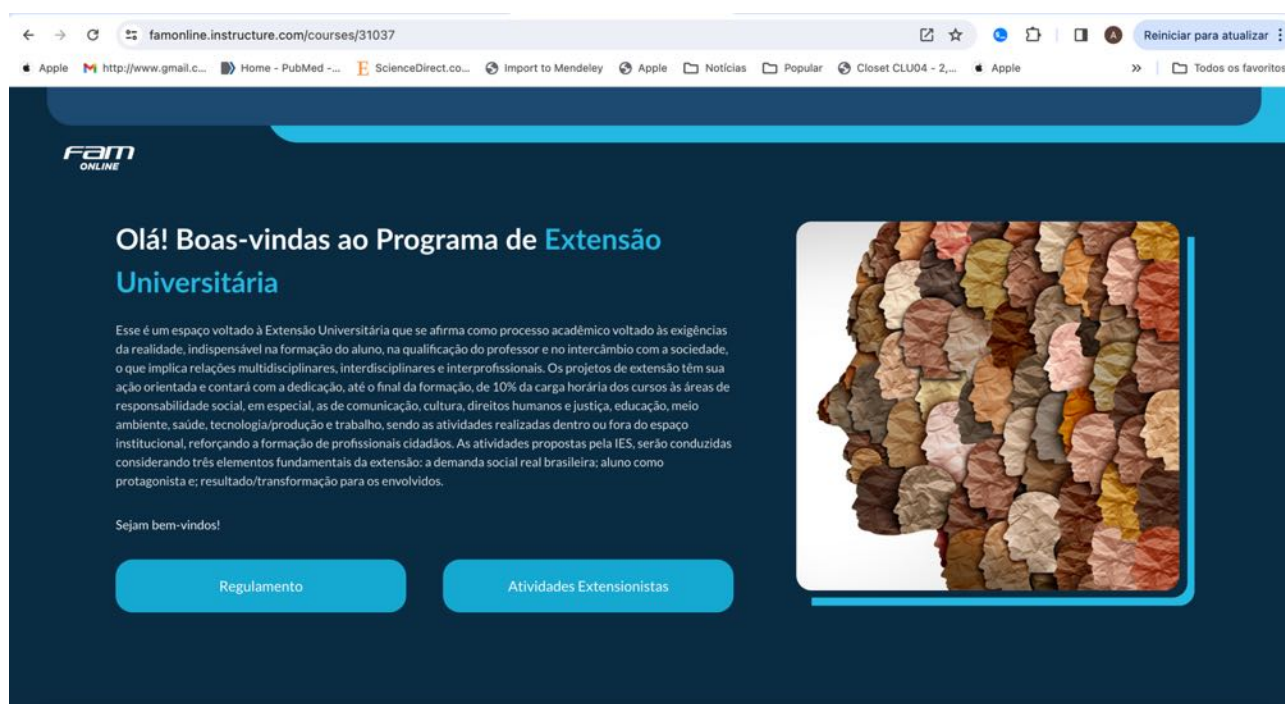 famonline.instructure.com/courses/31037
Reiniciar para atualizar
Apple http://www.gmail.c... Home - PubMed -... ScienceDirect.co... Import to Mendeley Apple Notícias Popular Closet CLU04 - 2,... Apple » Todos os favoritos
Fam
ONLINE
Olá! Boas-vindas ao Programa de Extensão
Universitária
Esse é um espaço voltado à Extensão Universitária que se afirma como processo acadêmico voltado às exigências
da realidade, indispensável na formação do aluno, na qualificação do professor e no intercâmbio com a sociedade,
o que implica relações multidisciplinares, interdisciplinares e interprofissionais. Os projetos de extensão têm sua
ação orientada e contará com a dedicação, até o final da formação, de 10% da carga horária dos cursos às áreas de
responsabilidade social, em especial, as de comunicação, cultura, direitos humanos e justiça, educação, meio
ambiente, saúde, tecnologia/produção e trabalho, sendo as atividades realizadas dentro ou fora do espaço
institucional, reforçando a formação de profissionais cidadãos. As atividades propostas pela IES, serão conduzidas
considerando três elementos fundamentais da extensão: a demanda social real brasileira; aluno como
protagonista e; resultado/transformação para os envolvidos.
Sejam bem-vindos!
Regulamento
Atividades Extensionistas